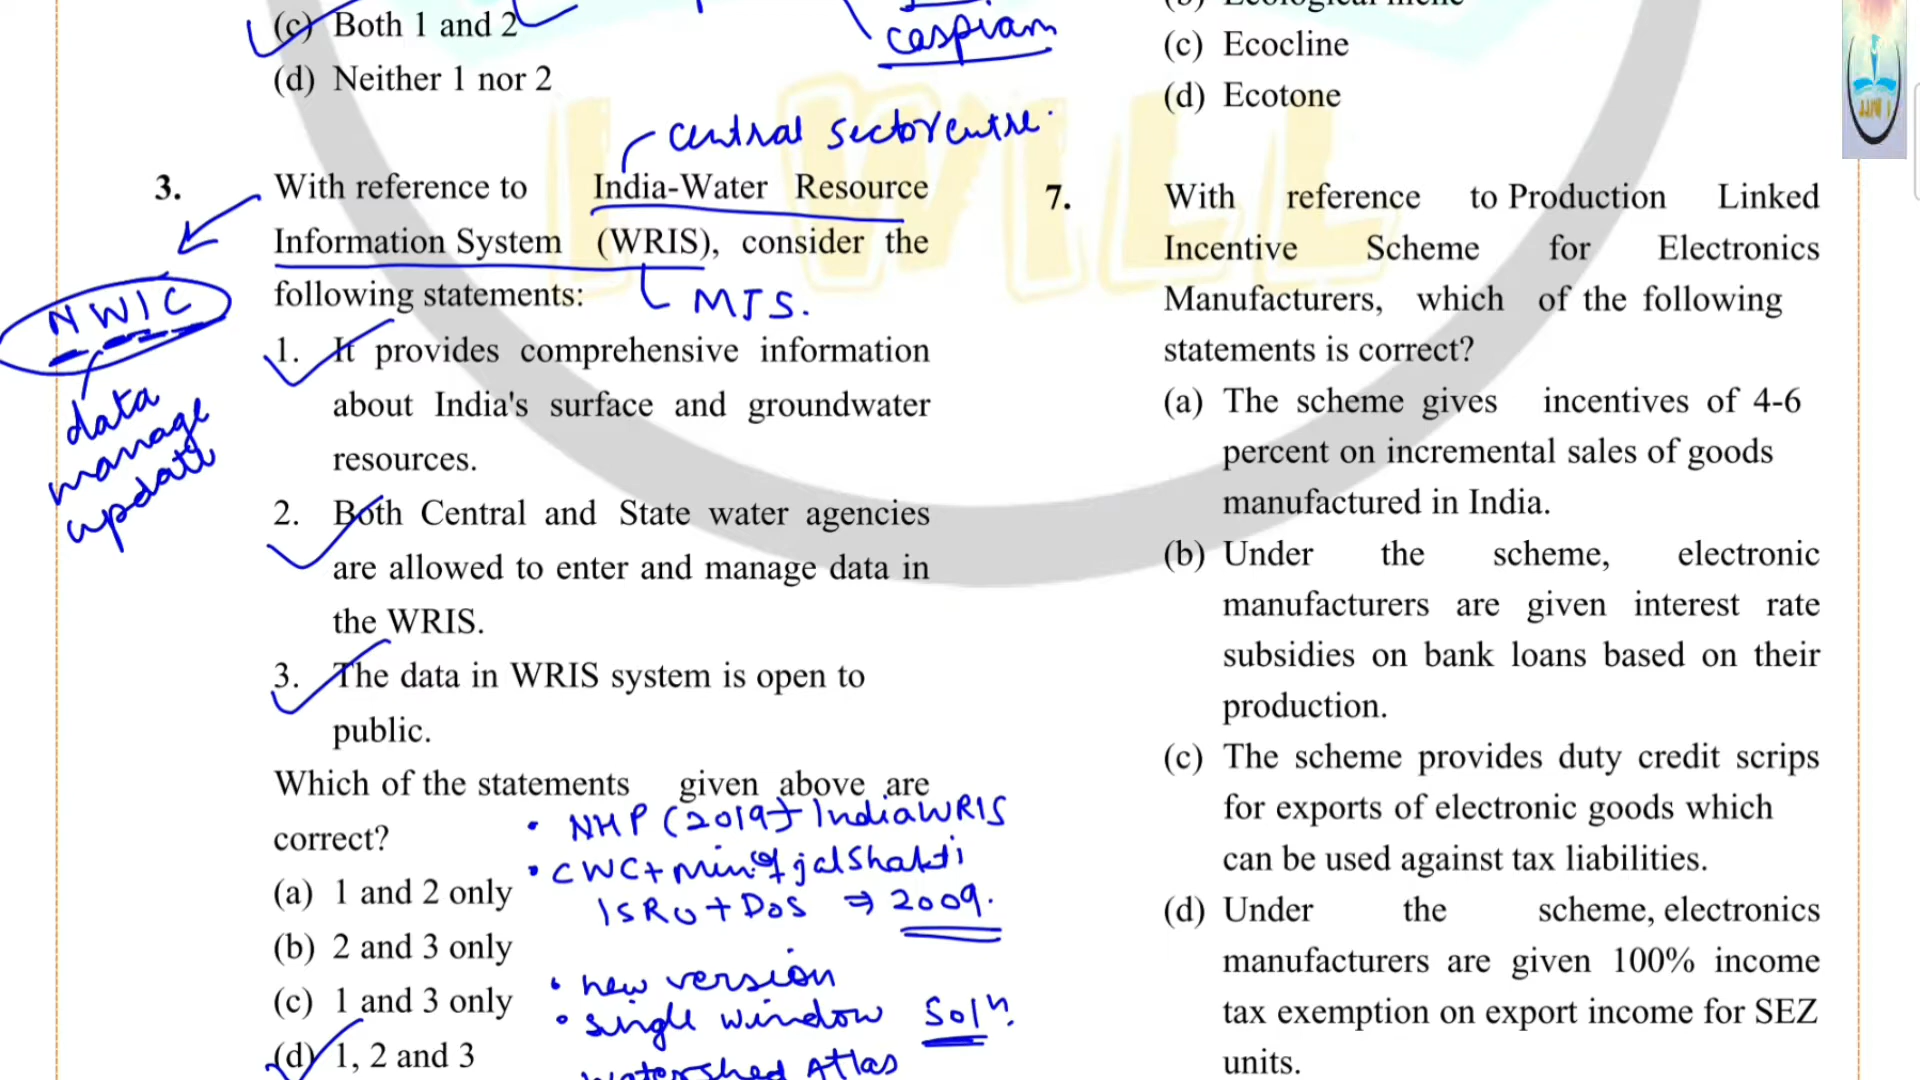 (c) Both 1 and 2
(d) Neither 1 nor 2
caspian
central sector centre.
3. With reference to India-Water Resource
Information System (WRIS), consider the
following statements:
MJS.
NWIC
data
manage
update
1. It provides comprehensive information
about India's surface and groundwater
resources.
2. Both Central and State water agencies
are allowed to enter and manage data in
the WRIS.
3. The data in WRIS system is open to
public.
Which of the statements given above are
correct?
• NHP (2019) IndiaWRIS
• CWC + Min. of jalshakti
ISRO + DOS ⇒ 2009.
(a) 1 and 2 only
(b) 2 and 3 only
(c) 1 and 3 only
(d) 1, 2 and 3
• new version
• single window Solⁿ.
watershed Atlas
(c) Ecocline
(d) Ecotone
7. With reference to Production Linked
Incentive Scheme for Electronics
Manufacturers, which of the following
statements is correct?
(a) The scheme gives incentives of 4-6
percent on incremental sales of goods
manufactured in India.
(b) Under the scheme, electronic
manufacturers are given interest rate
subsidies on bank loans based on their
production.
(c) The scheme provides duty credit scrips
for exports of electronic goods which
can be used against tax liabilities.
(d) Under the scheme, electronics
manufacturers are given 100% income
tax exemption on export income for SEZ
units.
I WILL